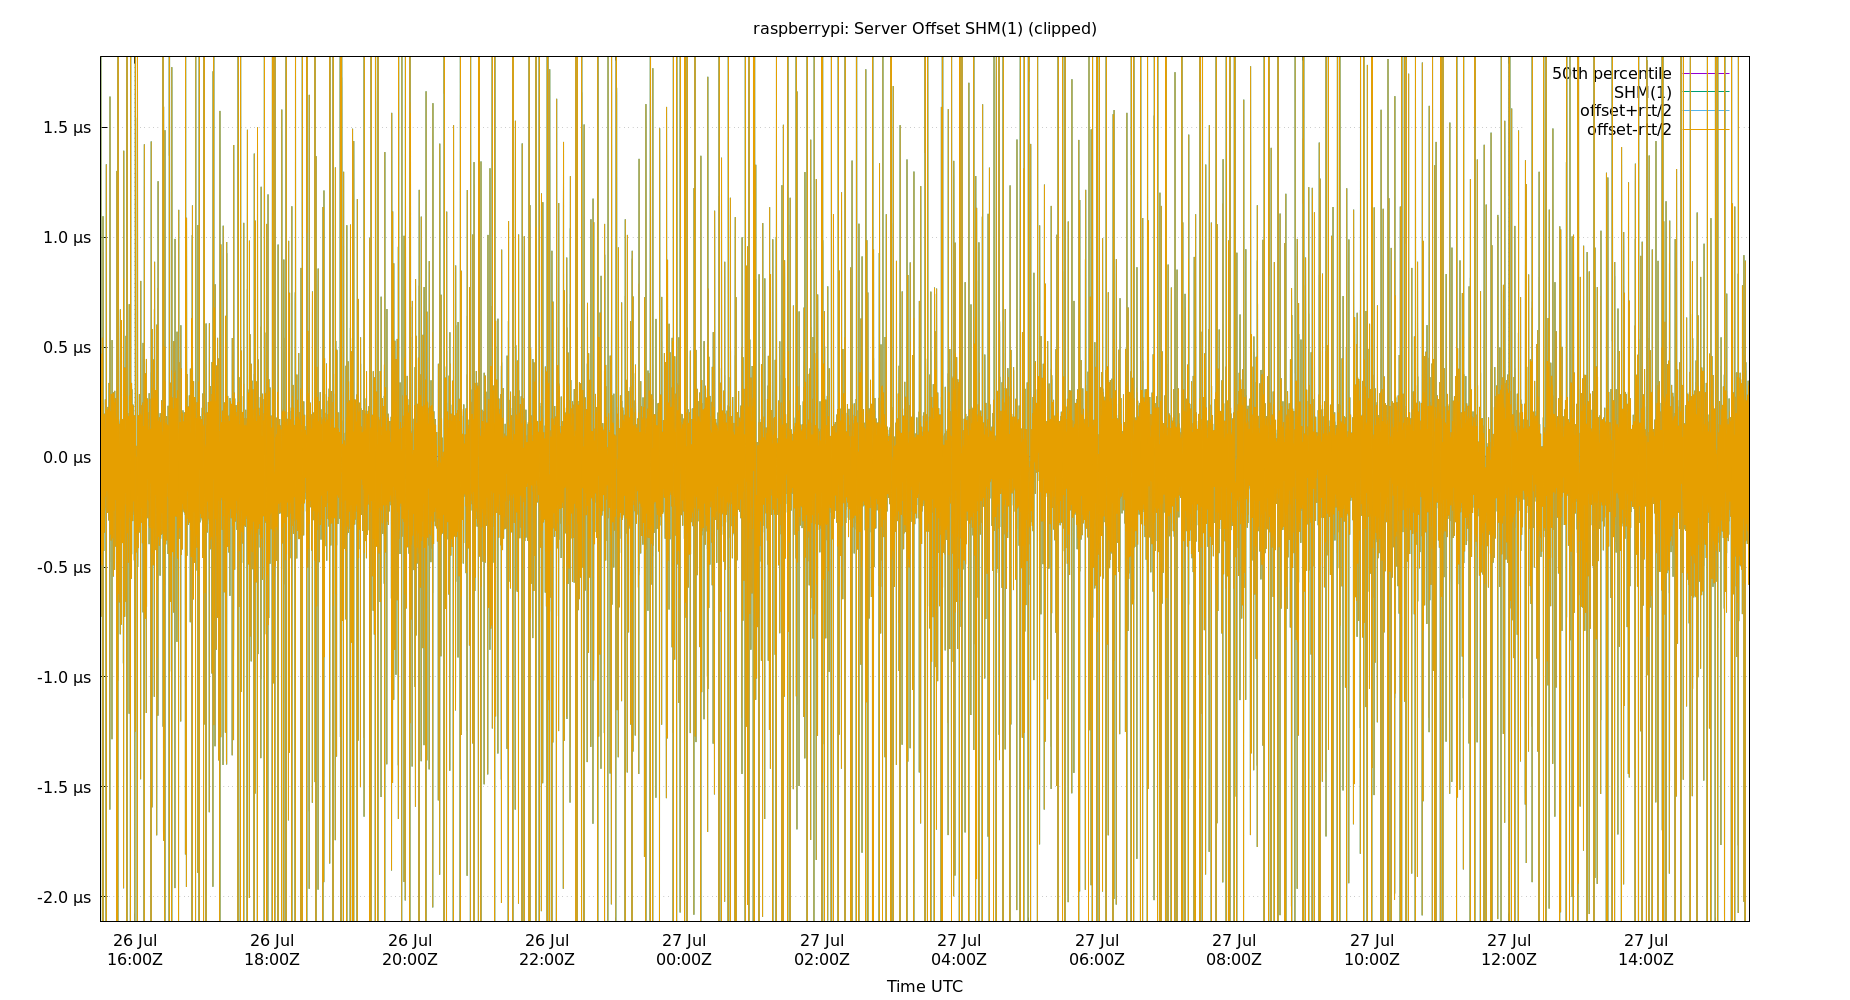 raspberrypi: Server Offset SHM(1) (clipped)
50th percentile
SHM(1)
offset+rtt/2
offset-rtt/2
1.5 µs
1.0 µs
0.5 µs
0.0 µs
-0.5 µs
-1.0 µs
-1.5 µs
-2.0 µs
26 Jul 26 Jul 26 Jul 26 Jul 27 Jul 27 Jul 27 Jul 27 Jul 27 Jul 27 Jul 27 Jul 27 Jul
16:00Z 18:00Z 20:00Z 22:00Z 00:00Z 02:00Z 04:00Z 06:00Z 08:00Z 10:00Z 12:00Z 14:00Z
Time UTC